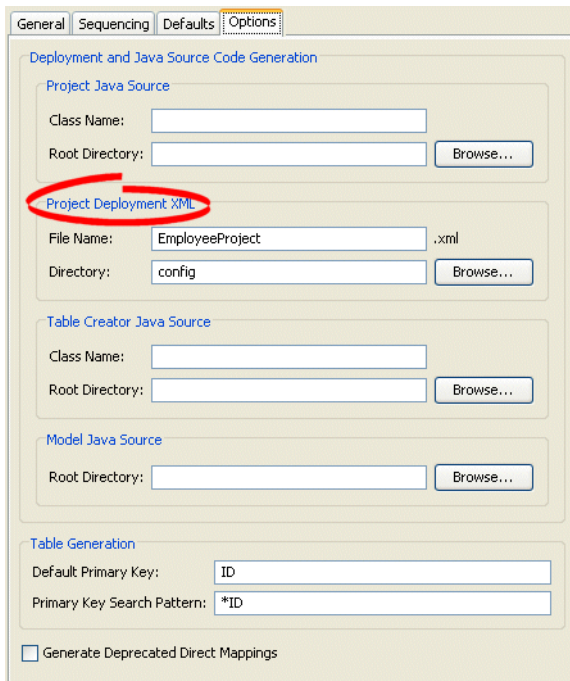 General Sequencing Defaults Options
Deployment and Java Source Code Generation
Project Java Source
Class Name:
Root Directory: Browse...
Project Deployment XML
File Name: EmployeeProject .xml
Directory: config Browse...
Table Creator Java Source
Class Name:
Root Directory: Browse...
Model Java Source
Root Directory: Browse...
Table Generation
Default Primary Key: ID
Primary Key Search Pattern: *ID
Generate Deprecated Direct Mappings